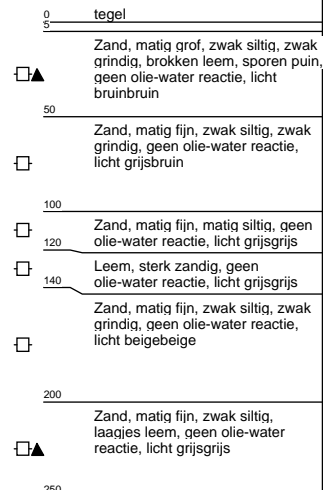 0 tegel
5
Zand, matig grof, zwak siltig, zwak
grindig, brokken leem, sporen puin,
geen olie-water reactie, licht
bruinbruin
50
Zand, matig fijn, zwak siltig, zwak
grindig, geen olie-water reactie,
licht grijsbruin
100
Zand, matig fijn, matig siltig, geen
olie-water reactie, licht grijsgrijs
120
Leem, sterk zandig, geen
olie-water reactie, licht grijsgrijs
140
Zand, matig fijn, zwak siltig, zwak
grindig, geen olie-water reactie,
licht beigebeige
200
Zand, matig fijn, zwak siltig,
laagjes leem, geen olie-water
reactie, licht grijsgrijs
250